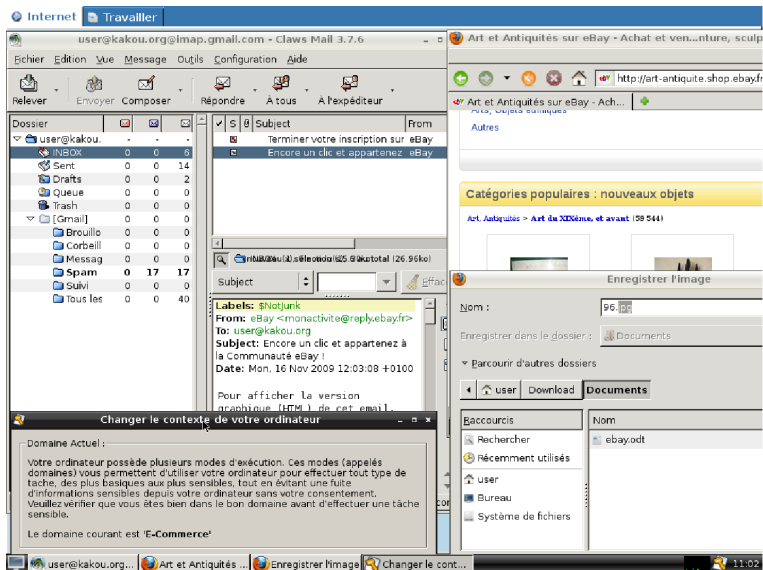 Internet Travailler
user@kakou.org@imap.gmail.com - Claws Mail 3.7.6
Fichier Edition Vue Message Outils Configuration Aide
Relever Envoyer Composer Répondre À tous À l'expéditeur
Dossier
user@kakou. - - -
INBOX 0 0 6
Sent 0 0 14
Drafts 0 0 2
Queue 0 0 0
Trash 0 0 0
[Gmail] 0 0 0
Brouillo 0 0 0
Corbeill 0 0 0
Messag 0 0 0
Spam 0 17 17
Suivi 0 0 0
Tous les 0 0 40
S Subject From
Terminer votre inscription sur eBay
Encore un clic et appartenez eBay
total (26.96ko)
Subject Effac
Labels: $NotJunk
From: eBay <monactivite@reply.ebay.fr>
To: user@kakou.org
Subject: Encore un clic et appartenez à
la Communauté eBay !
Date: Mon, 16 Nov 2009 12:03:08 +0100
Pour afficher la version
graphique (HTML) de cet email,
Art et Antiquités sur eBay - Achat et ven...nture, sculp
http://art-antiquite.shop.ebay.fr
Art et Antiquités sur eBay - Ach...
Autres
Catégories populaires : nouveaux objets
Art, Antiquités > Art du XIXème, et avant (59 544)
Enregistrer l'image
Nom : 96.jpg
Enregistrer dans le dossier : Documents
Parcourir d'autres dossiers
user Download Documents
Raccourcis
Rechercher
Récemment utilisés
user
Bureau
Système de fichiers
Nom
ebay.odt
Changer le contexte de votre ordinateur
Domaine Actuel :
Votre ordinateur possède plusieurs modes d'exécution. Ces modes (appelés
domaines) vous permettent d'utiliser votre ordinateur pour effectuer tout type de
tache, des plus basiques aux plus sensibles, tout en évitant une fuite
d'informations sensibles depuis votre ordinateur sans votre consentement.
Veuillez vérifier que vous êtes bien dans le bon domaine avant d'effectuer une tâche
sensible.
Le domaine courant est 'E-Commerce'
user@kakou.org... Art et Antiquités ... Enregistrer l'image Changer le cont... 11:02